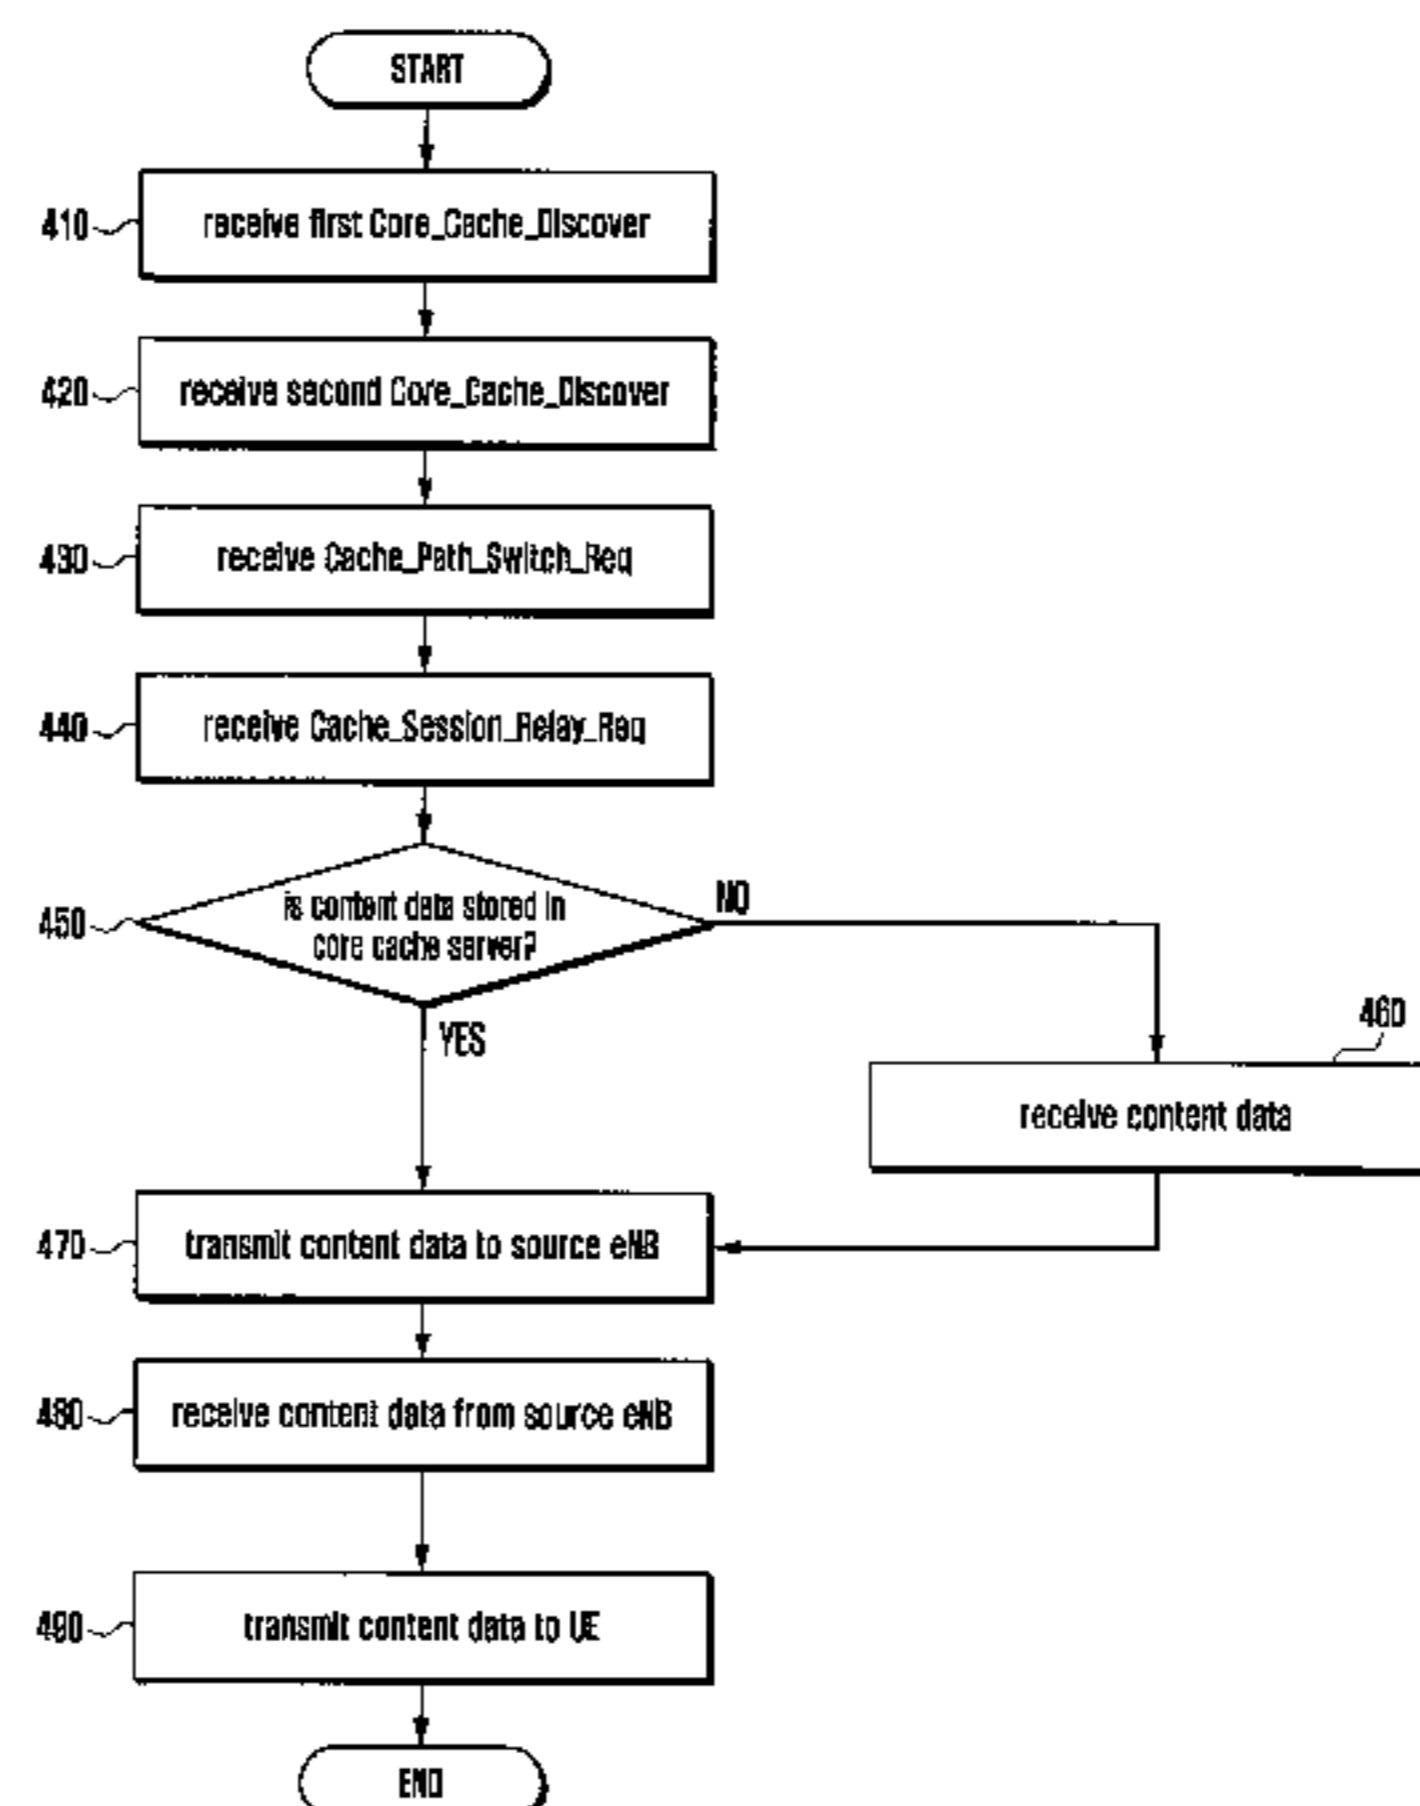 START
410
receive first Core_Cache_Discover
420
receive second Core_Cache_Discover
430
receive Cache_Path_Switch_Req
440
receive Cache_Session_Relay_Req
450
is content data stored in
core cache server?
NO
YES
460
receive content data
470
transmit content data to source eNB
480
receive content data from source eNB
490
transmit content data to UE
END